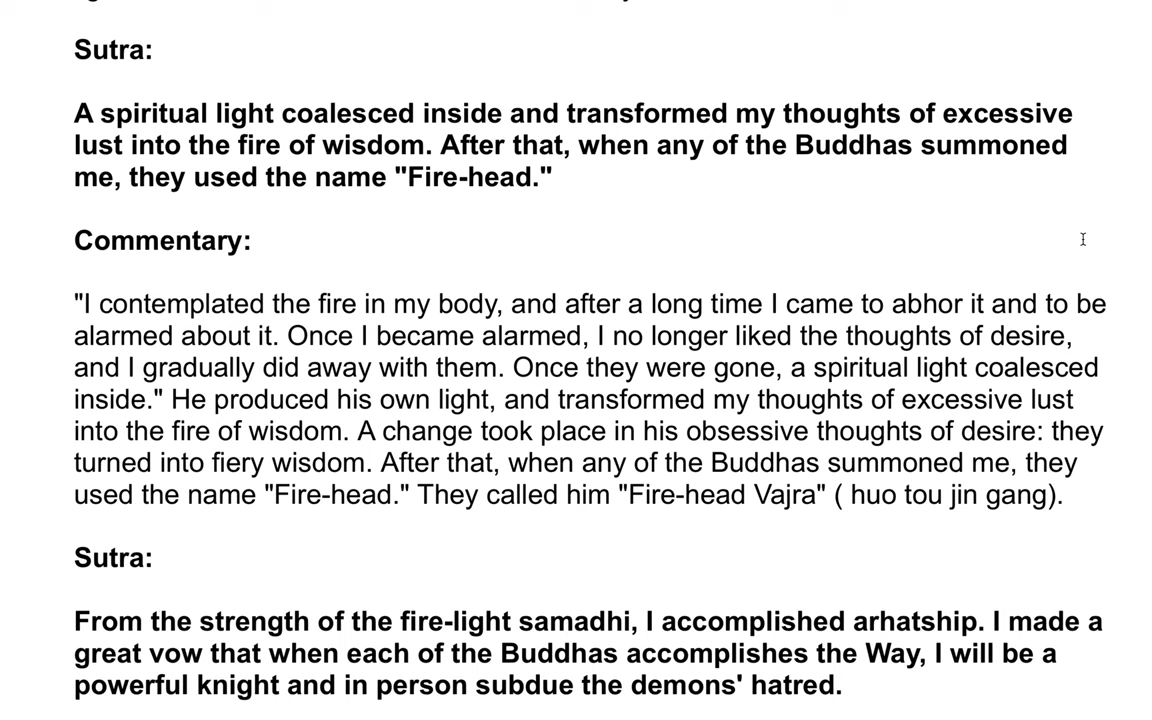 Sutra:
A spiritual light coalesced inside and transformed my thoughts of excessive
lust into the fire of wisdom. After that, when any of the Buddhas summoned
me, they used the name "Fire-head."
Commentary:
"I contemplated the fire in my body, and after a long time I came to abhor it and to be
alarmed about it. Once I became alarmed, I no longer liked the thoughts of desire,
and I gradually did away with them. Once they were gone, a spiritual light coalesced
inside." He produced his own light, and transformed my thoughts of excessive lust
into the fire of wisdom. A change took place in his obsessive thoughts of desire: they
turned into fiery wisdom. After that, when any of the Buddhas summoned me, they
used the name "Fire-head." They called him "Fire-head Vajra" ( huo tou jin gang).
Sutra:
From the strength of the fire-light samadhi, I accomplished arhatship. I made a
great vow that when each of the Buddhas accomplishes the Way, I will be a
powerful knight and in person subdue the demons' hatred.